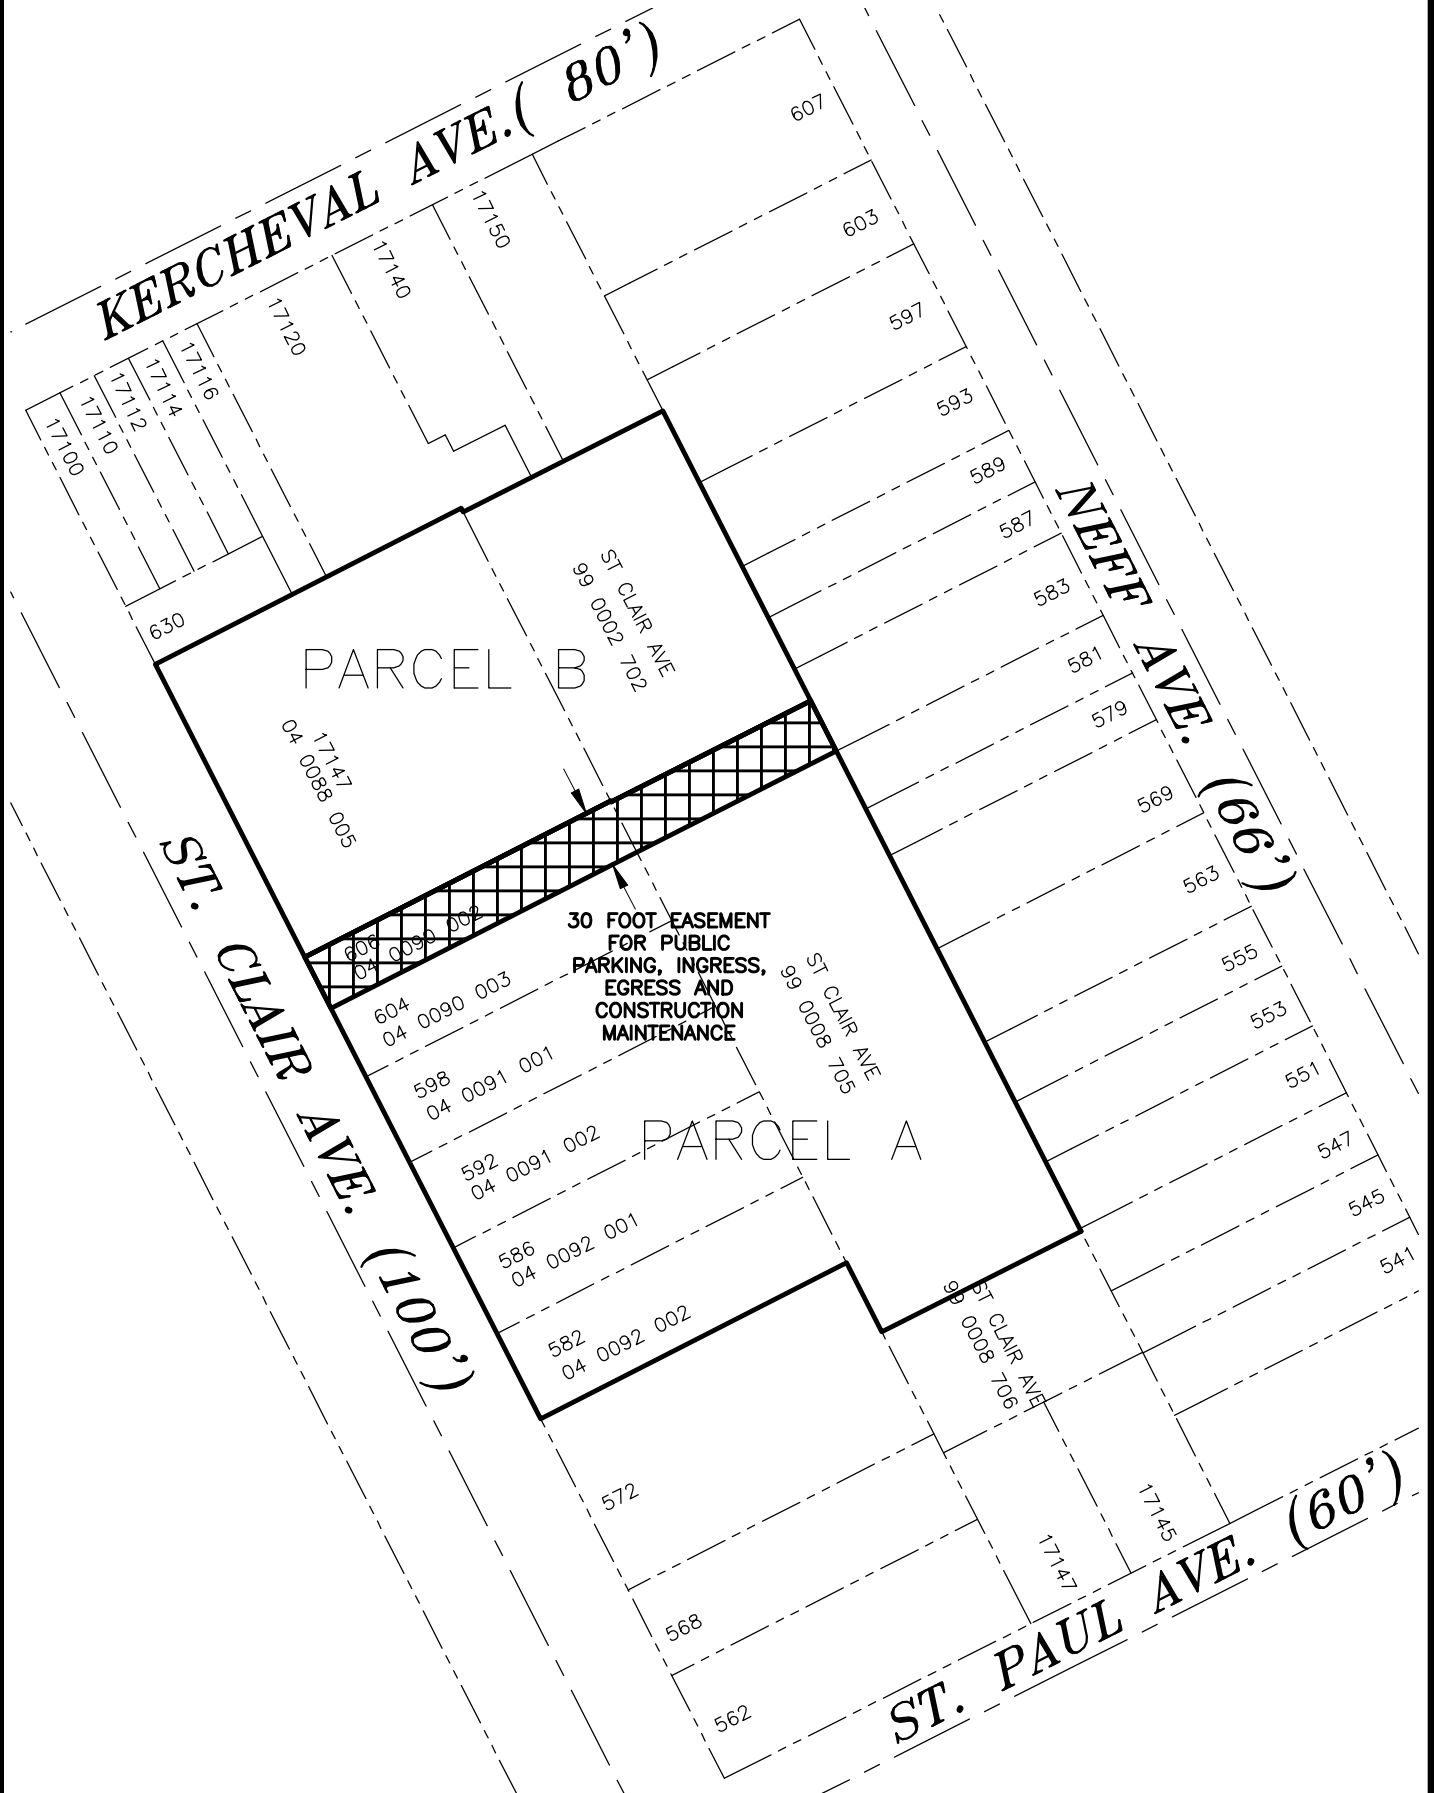 KERCHEVAL AVE.( 80')
607
603
597
593
589
587
583
581
579
569
563
555
553
551
547
545
541
NEFF AVE. (66')
17150
17140
17120
17116
17114
17112
17110
17100
630
PARCEL B
ST CLAIR AVE
99 0002 702
17147
04 0088 005
606
04 0090 002
30 FOOT EASEMENT
FOR PUBLIC
PARKING, INGRESS,
EGRESS AND
CONSTRUCTION
MAINTENANCE
604
04 0090 003
598
04 0091 001
592
04 0091 002
586
04 0092 001
582
04 0092 002
ST CLAIR AVE
99 0008 705
PARCEL A
ST CLAIR AVE
99 0008 706
ST. CLAIR AVE. (100')
572
568
562
17147
17145
ST. PAUL AVE. (60')